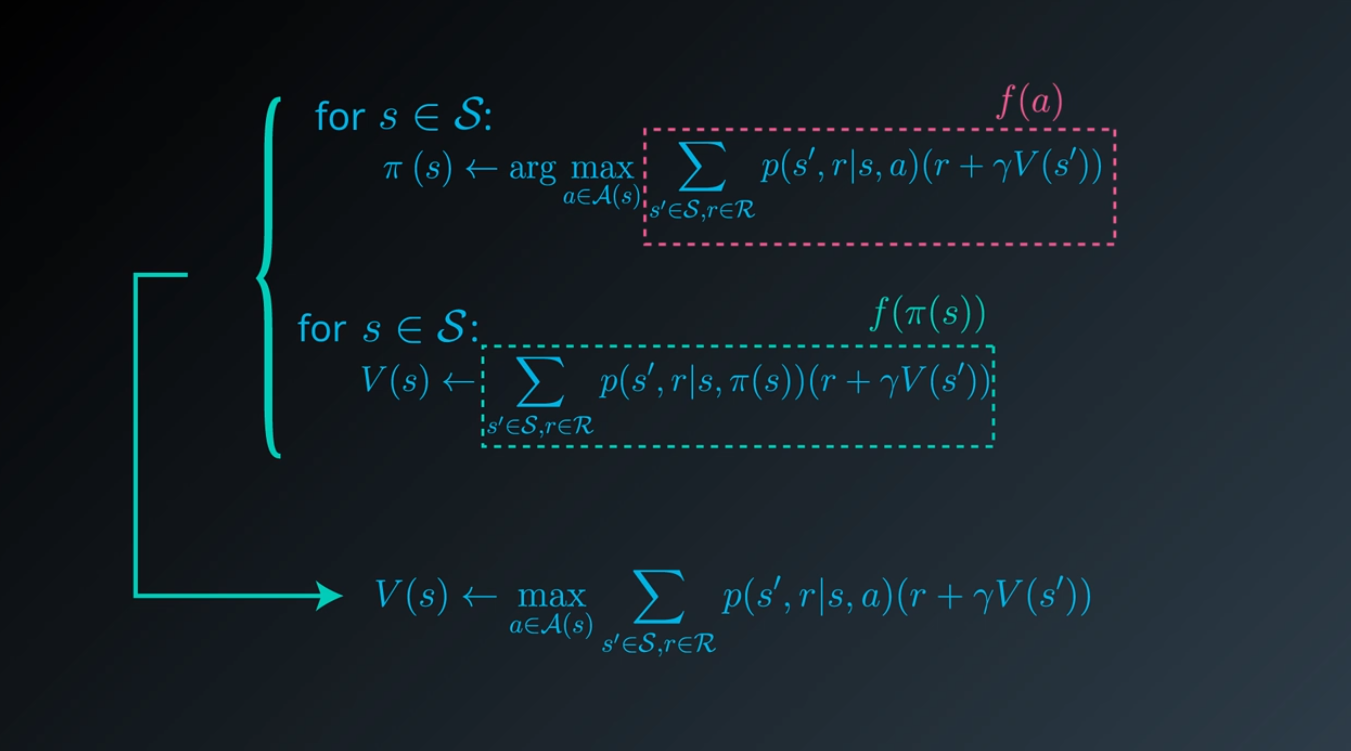 for s ∈ 𝒮:
f(a)
π (s) ← arg max_{a∈𝒜(s)} ∑_{s′∈𝒮,r∈ℛ} p(s′, r|s, a)(r + γV(s′))
for s ∈ 𝒮:
f(π(s))
V(s) ← ∑_{s′∈𝒮,r∈ℛ} p(s′, r|s, π(s))(r + γV(s′))
V(s) ← max_{a∈𝒜(s)} ∑_{s′∈𝒮,r∈ℛ} p(s′, r|s, a)(r + γV(s′))